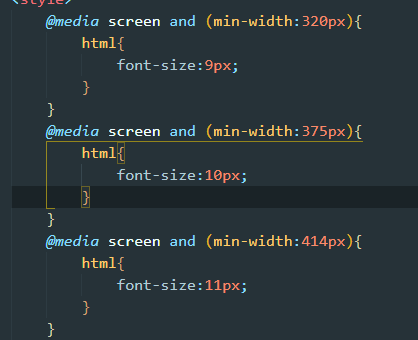 <style>
@media screen and (min-width:320px){
html{
font-size:9px;
}
}
@media screen and (min-width:375px){
html{
font-size:10px;
}
}
@media screen and (min-width:414px){
html{
font-size:11px;
}
}